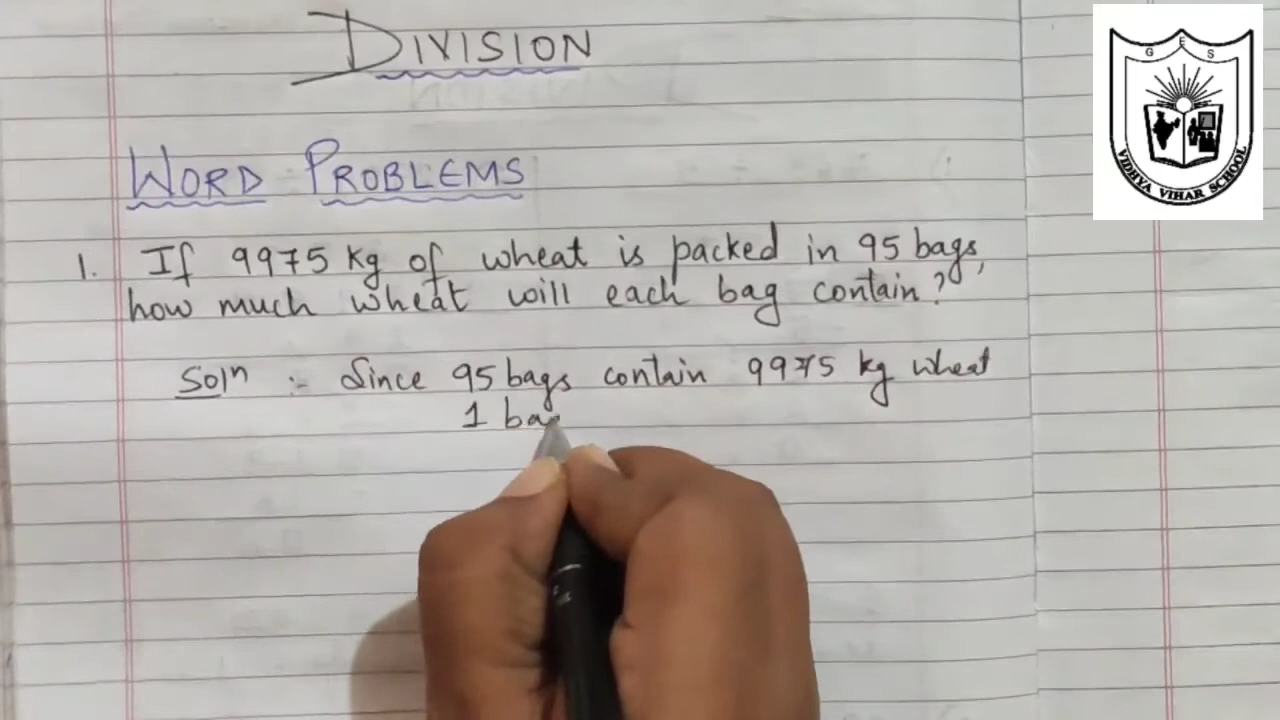 DIVISION
WORD PROBLEMS
1. If 9975 kg of wheat is packed in 95 bags,
how much wheat will each bag contain?
Soln :- Since 95 bags contain 9975 kg wheat
1 bag
G E S
VIDHYA VIHAR SCHOOL